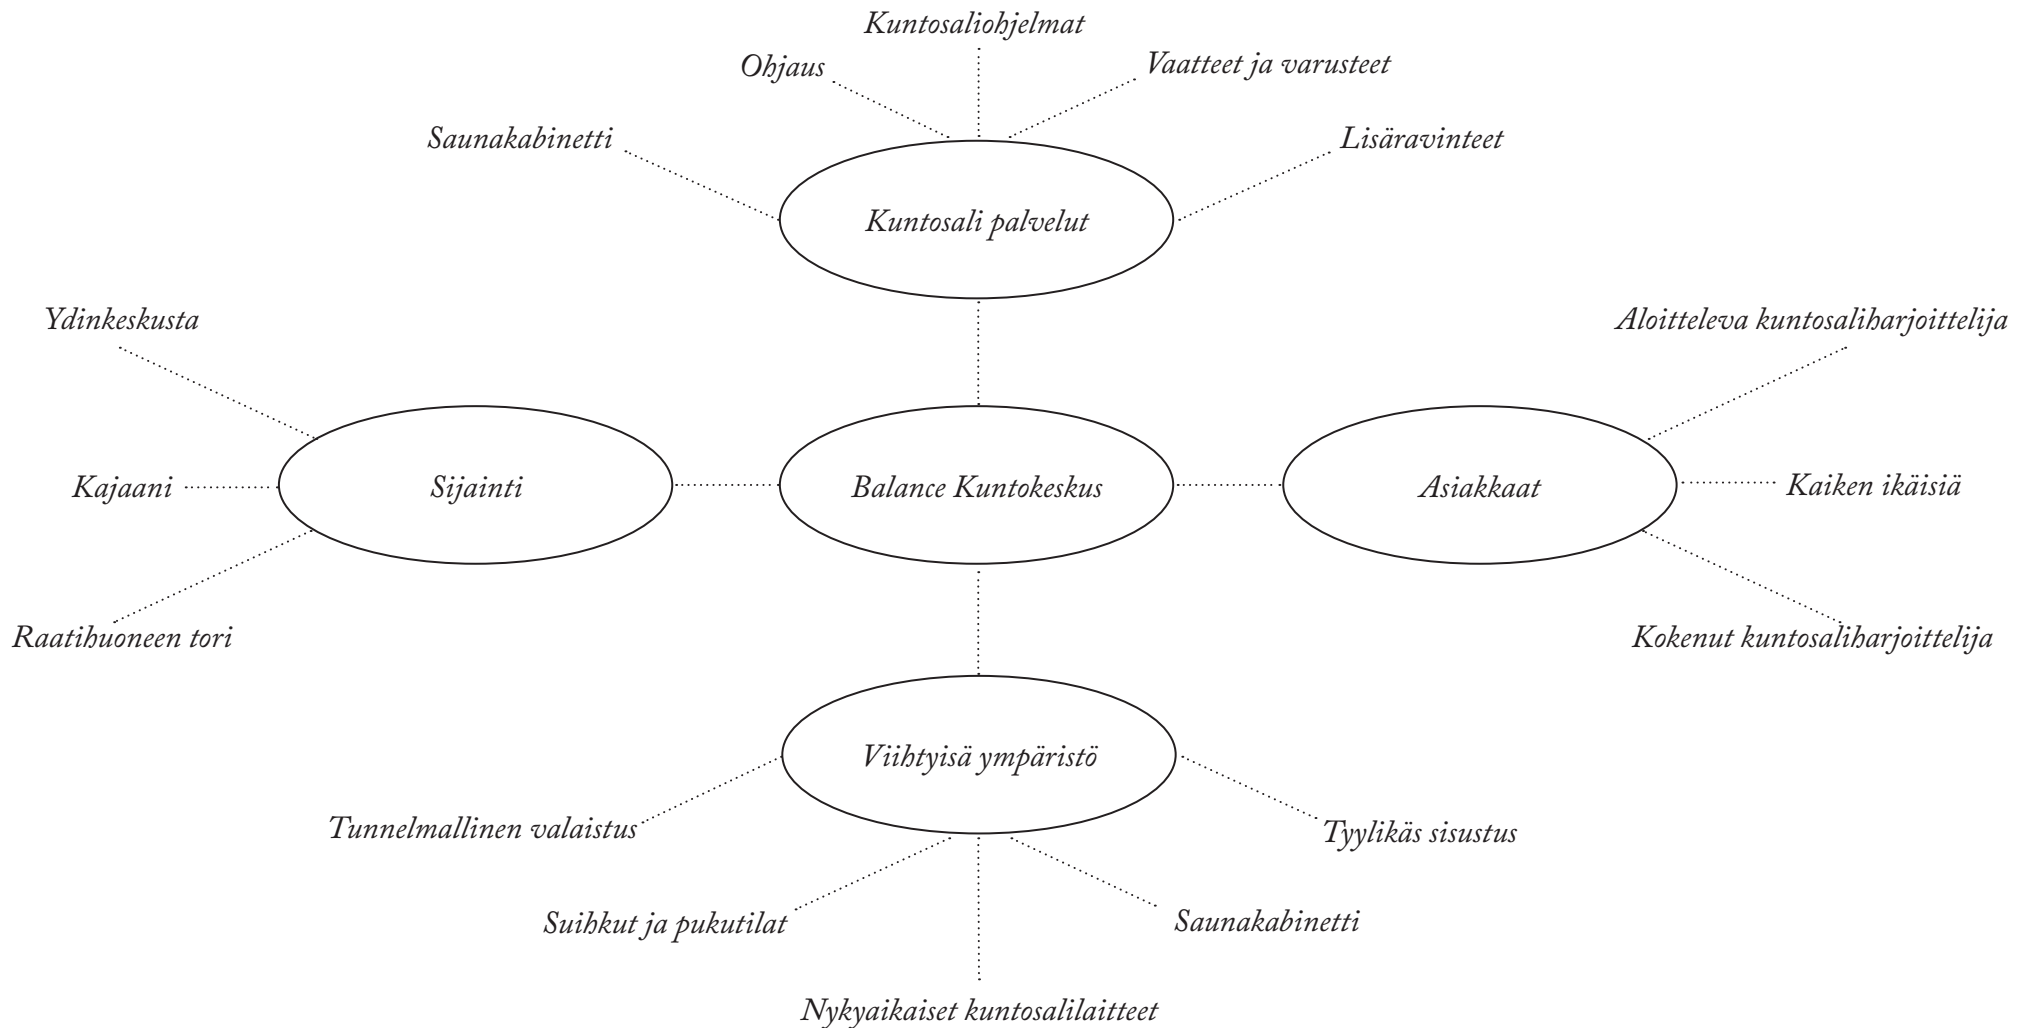 Kuntosaliohjelmat
Ohjaus
Vaatteet ja varusteet
Saunakabinetti
Lisäravinteet
Kuntosali palvelut
Ydinkeskusta
Aloitteleva kuntosaliharjoittelija
Kajaani
Sijainti
Balance Kuntokeskus
Asiakkaat
Kaiken ikäisiä
Raatihuoneen tori
Kokenut kuntosaliharjoittelija
Viihtyisä ympäristö
Tunnelmallinen valaistus
Tyylikäs sisustus
Suihkut ja pukutilat
Saunakabinetti
Nykyaikaiset kuntosalilaitteet